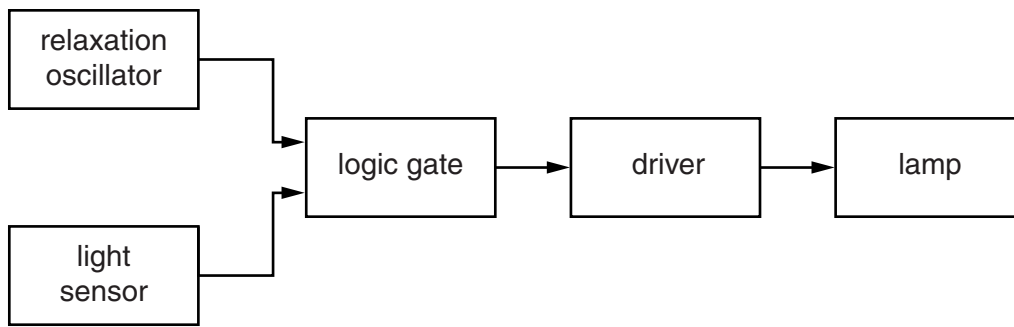 relaxation
oscillator
logic gate
driver
lamp
light
sensor